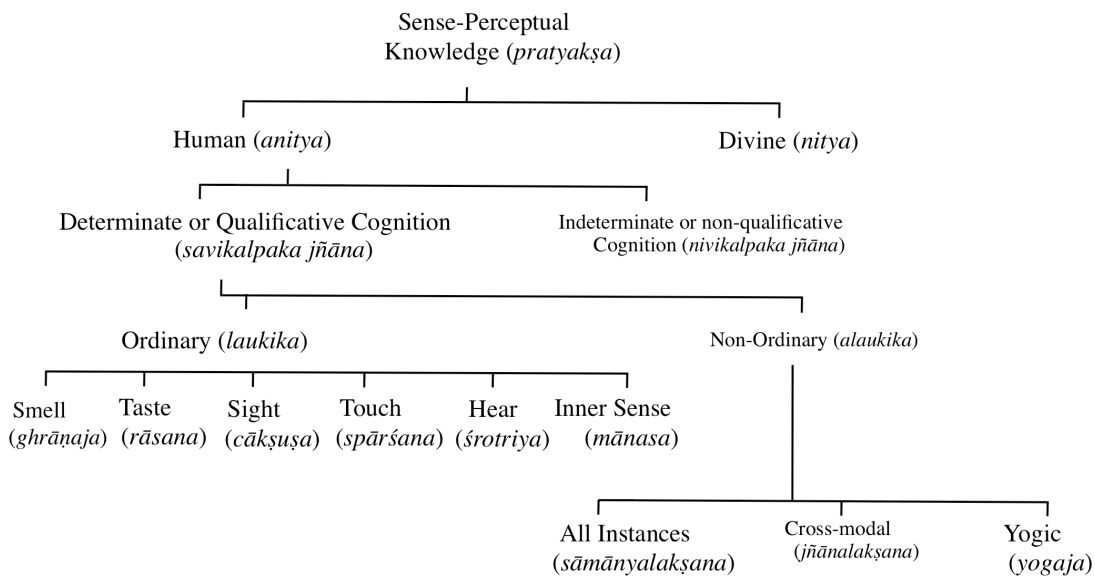 Sense-Perceptual
Knowledge (pratyakṣa)
Human (anitya)
Divine (nitya)
Determinate or Qualificative Cognition
(savikalpaka jñāna)
Indeterminate or non-qualificative
Cognition (nivikalpaka jñāna)
Ordinary (laukika)
Non-Ordinary (alaukika)
Smell
(ghrāṇaja)
Taste
(rāsana)
Sight
(cākṣuṣa)
Touch
(spārśana)
Hear
(śrotriya)
Inner Sense
(mānasa)
All Instances
(sāmānyalakṣana)
Cross-modal
(jñānalakṣana)
Yogic
(yogaja)